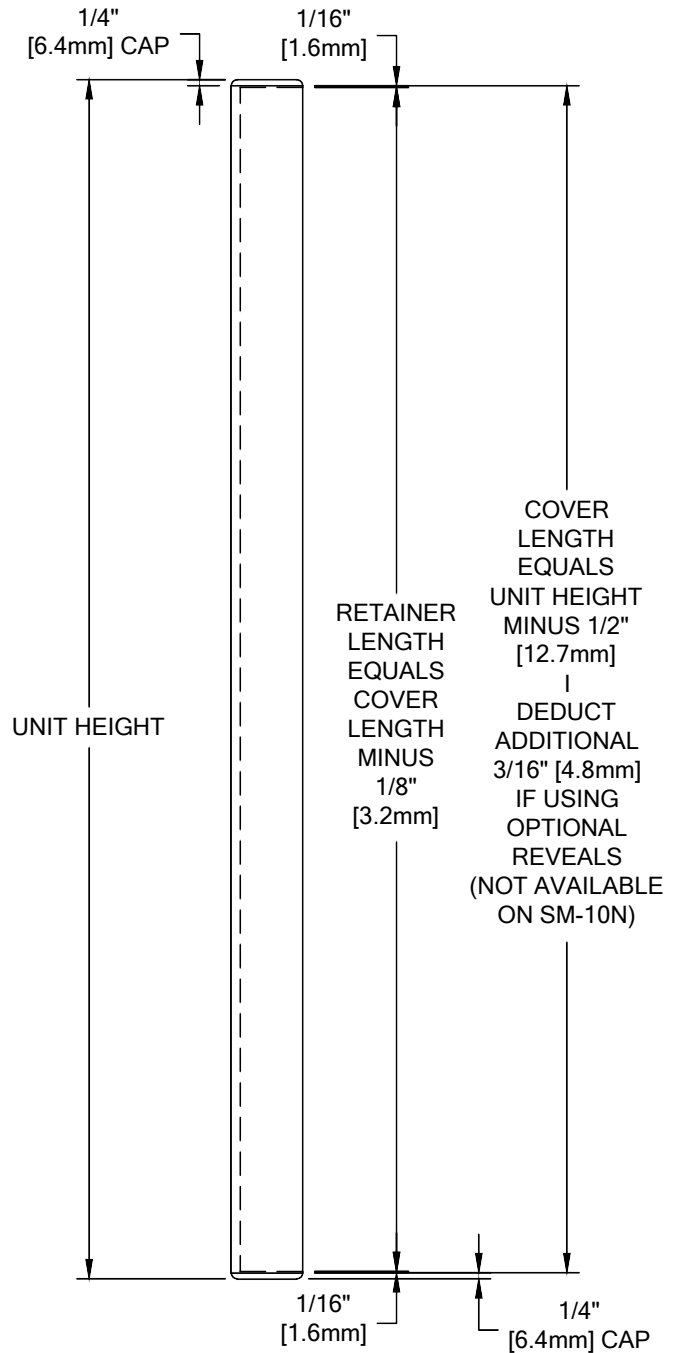 1/4"
[6.4mm] CAP
1/16"
[1.6mm]
UNIT HEIGHT
RETAINER
LENGTH
EQUALS
COVER
LENGTH
MINUS
1/8"
[3.2mm]
COVER
LENGTH
EQUALS
UNIT HEIGHT
MINUS 1/2"
[12.7mm]
I
DEDUCT
ADDITIONAL
3/16" [4.8mm]
IF USING
OPTIONAL
REVEALS
(NOT AVAILABLE
ON SM-10N)
1/16"
[1.6mm]
1/4"
[6.4mm] CAP